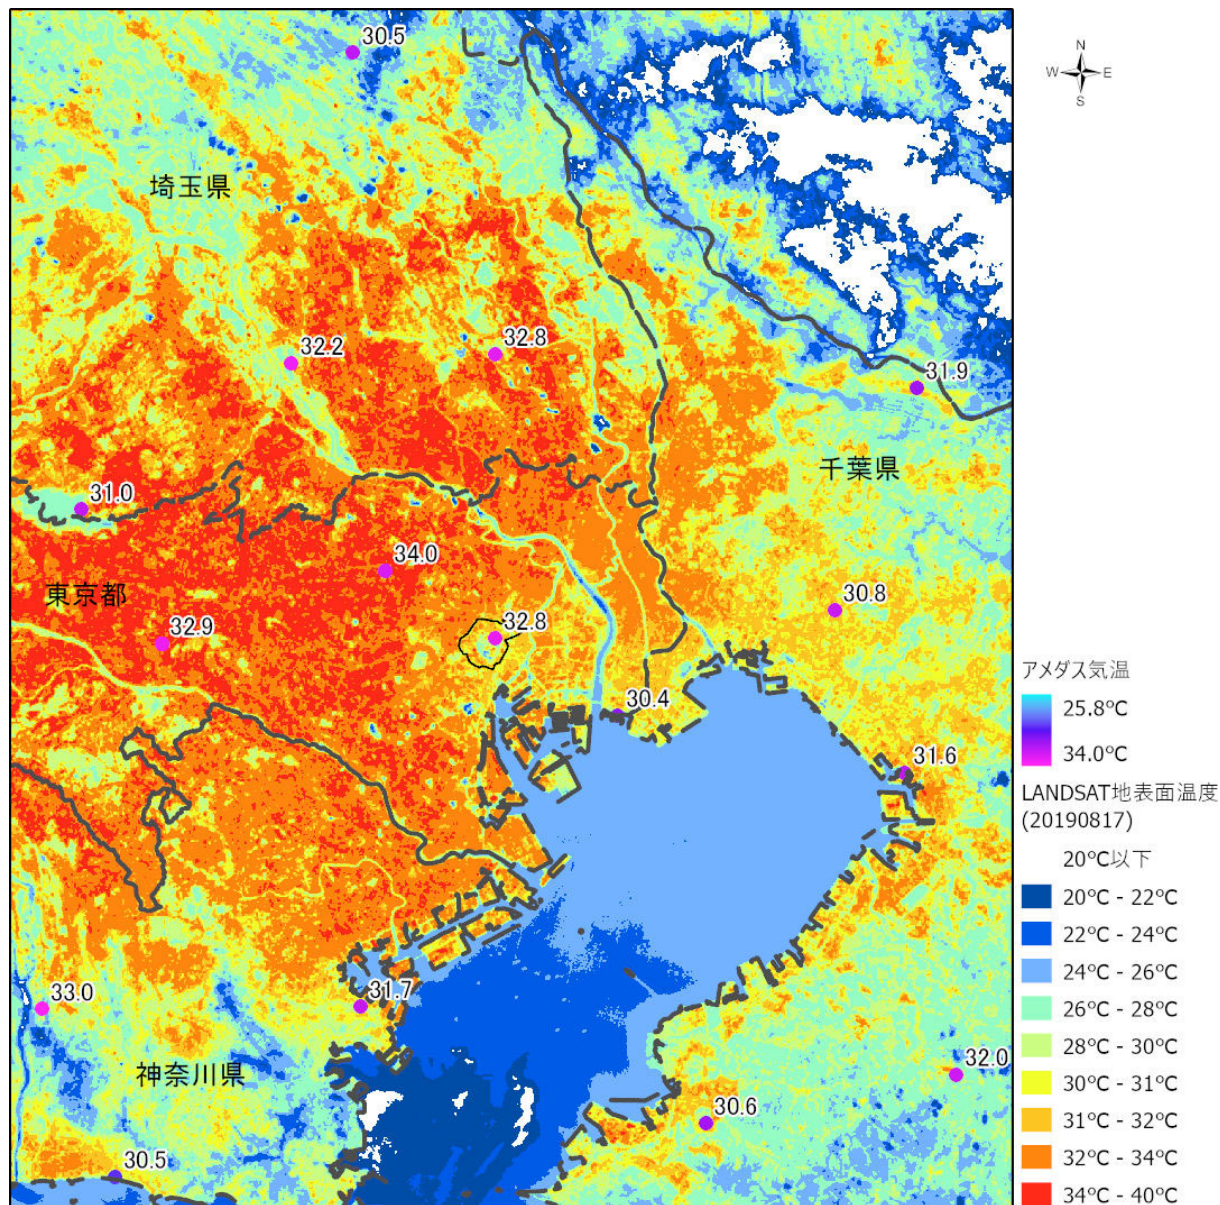 30.5
N
W E
S
埼玉県
32.2
32.8
31.9
千葉県
31.0
34.0
東京都
30.8
32.9
32.8
30.4
31.6
33.0
31.7
神奈川県
32.0
30.6
30.5
アメダス気温
25.8°C
34.0°C
LANDSAT地表面温度
(20190817)
20°C以下
20°C - 22°C
22°C - 24°C
24°C - 26°C
26°C - 28°C
28°C - 30°C
30°C - 31°C
31°C - 32°C
32°C - 34°C
34°C - 40°C